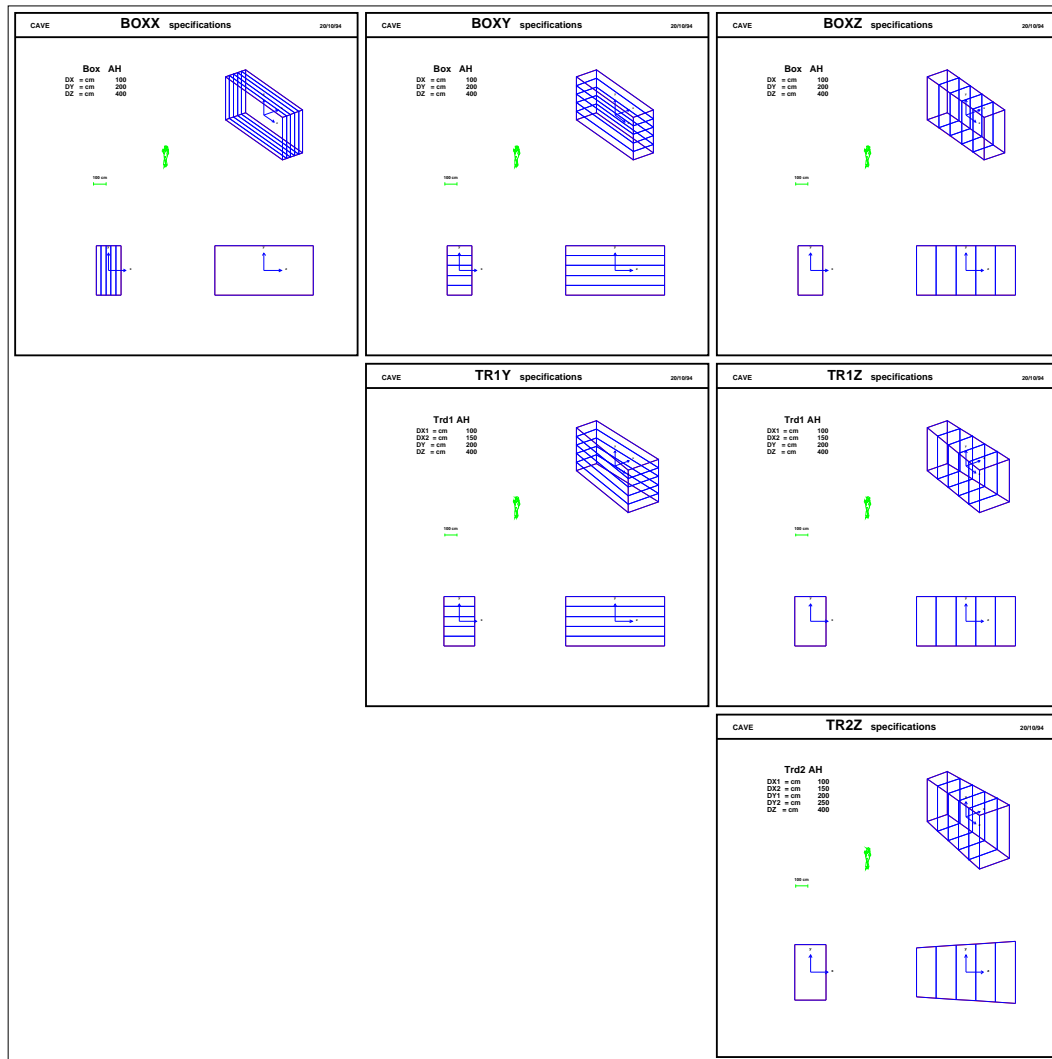 CAVE BOXX specifications 20/10/94
Box AH
DX = cm 100
DY = cm 200
DZ = cm 400
100 cm
CAVE BOXY specifications 20/10/94
Box AH
DX = cm 100
DY = cm 200
DZ = cm 400
100 cm
CAVE BOXZ specifications 20/10/94
Box AH
DX = cm 100
DY = cm 200
DZ = cm 400
100 cm
CAVE TR1Y specifications 20/10/94
Trd1 AH
DX1 = cm 100
DX2 = cm 150
DY = cm 200
DZ = cm 400
100 cm
CAVE TR1Z specifications 20/10/94
Trd1 AH
DX1 = cm 100
DX2 = cm 150
DY = cm 200
DZ = cm 400
100 cm
CAVE TR2Z specifications 20/10/94
Trd2 AH
DX1 = cm 100
DX2 = cm 150
DY1 = cm 200
DY2 = cm 250
DZ = cm 400
100 cm